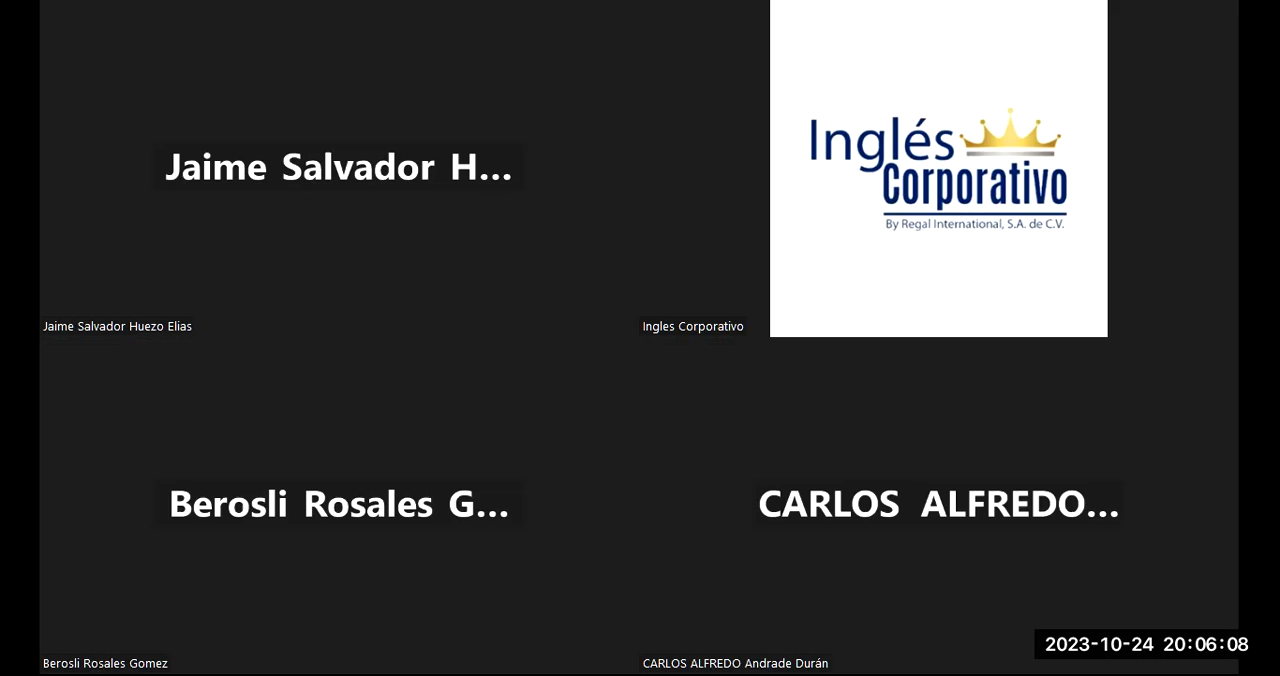 Jaime Salvador H...
Jaime Salvador Huezo Elias
Inglés
Corporativo
By Regal International, S.A. de C.V.
Ingles Corporativo
Berosli Rosales G...
Berosli Rosales Gomez
CARLOS ALFREDO...
CARLOS ALFREDO Andrade Durán
2023-10-24 20:06:08